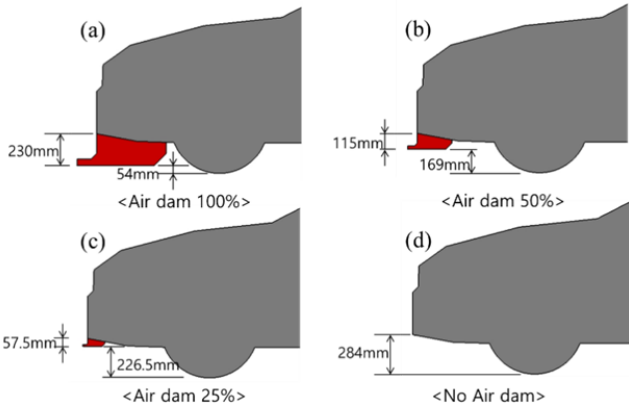 (a)
230mm
54mm
<Air dam 100%>
(b)
115mm
169mm
<Air dam 50%>
(c)
57.5mm
226.5mm
<Air dam 25%>
(d)
284mm
<No Air dam>